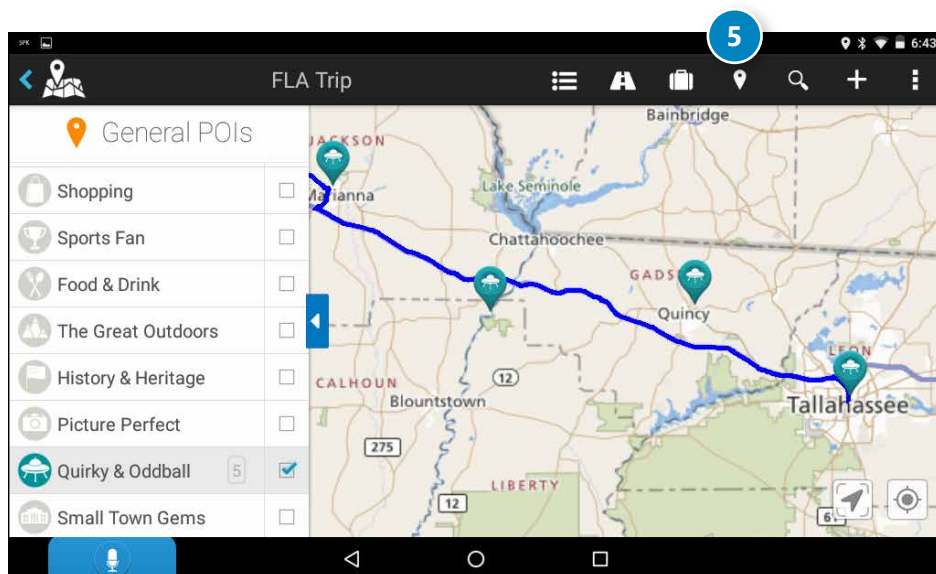 5
SPK
6:43
FLA Trip
General POIs
Shopping
Sports Fan
Food & Drink
The Great Outdoors
History & Heritage
Picture Perfect
Quirky & Oddball 5
Small Town Gems
JACKSON
Marianna
Bainbridge
Lake Seminole
Chattahoochee
GADS
Quincy
LEON
Tallahassee
CALHOUN
Blountstown
12
275
LIBERTY
12
61